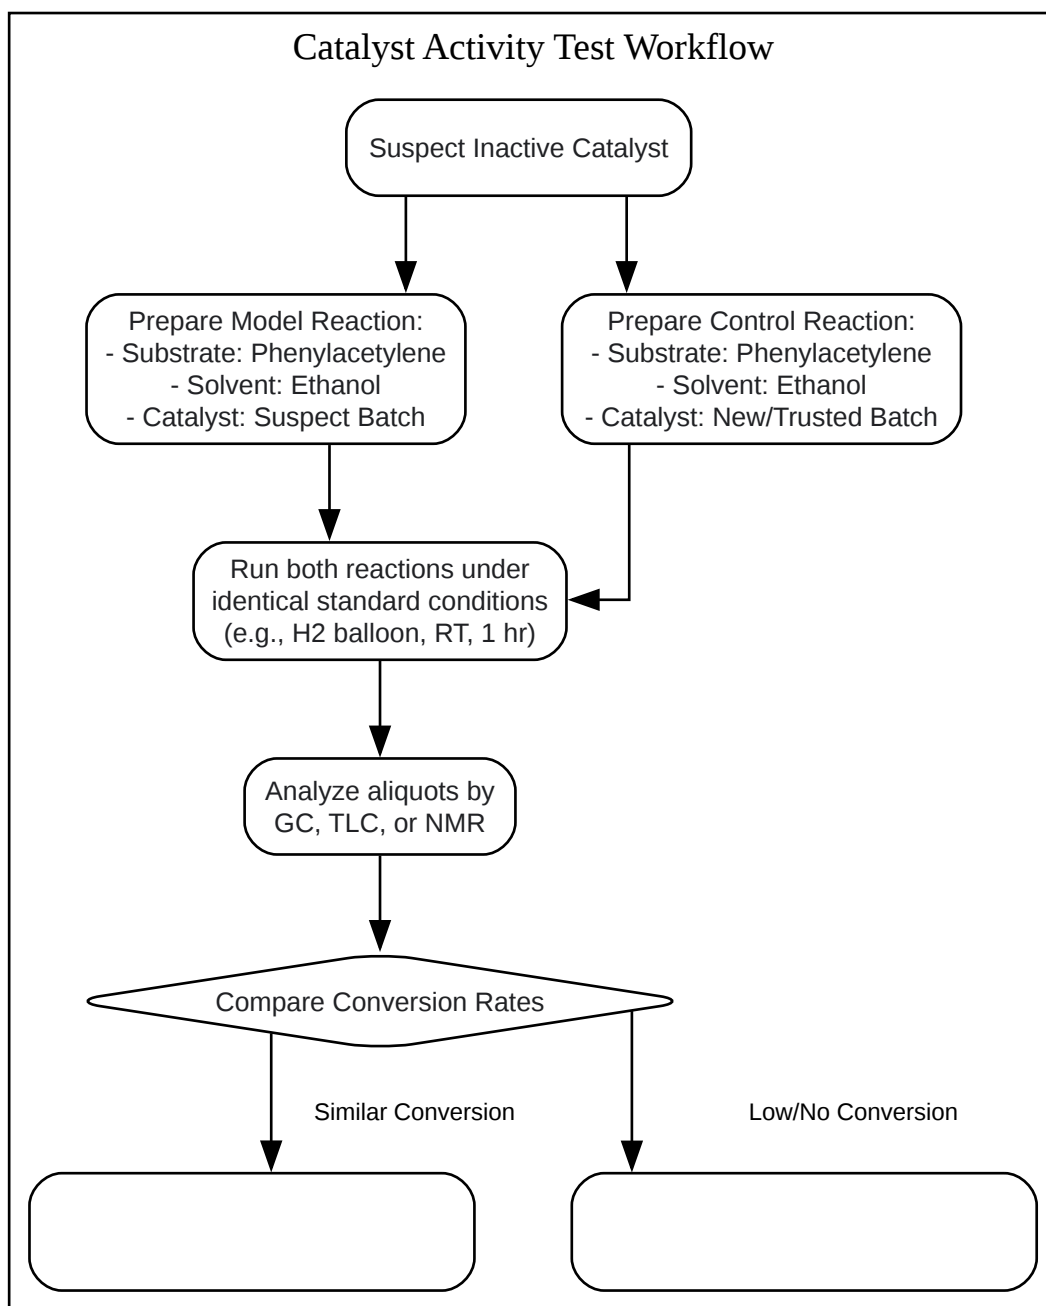 Catalyst Activity Test Workflow
Suspect Inactive Catalyst
Prepare Model Reaction:
- Substrate: Phenylacetylene
- Solvent: Ethanol
- Catalyst: Suspect Batch
Prepare Control Reaction:
- Substrate: Phenylacetylene
- Solvent: Ethanol
- Catalyst: New/Trusted Batch
Run both reactions under
identical standard conditions
(e.g., H2 balloon, RT, 1 hr)
Analyze aliquots by
GC, TLC, or NMR
Compare Conversion Rates
Similar Conversion
Low/No Conversion